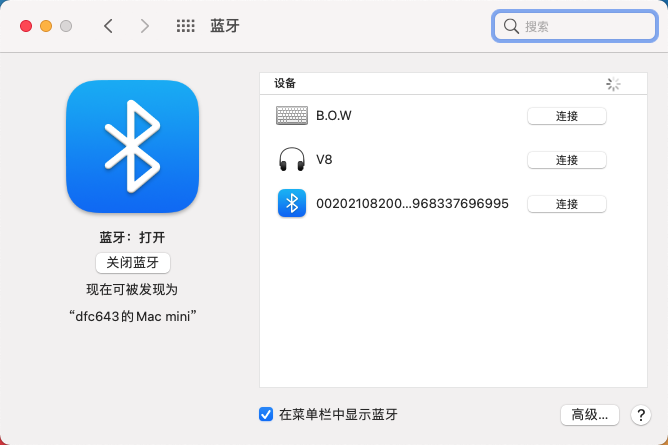 蓝牙
搜索
设备
B.O.W
连接
V8
连接
00202108200...968337696995
连接
蓝牙：打开
关闭蓝牙
现在可被发现为
“dfc643的Mac mini”
在菜单栏中显示蓝牙
高级...
?